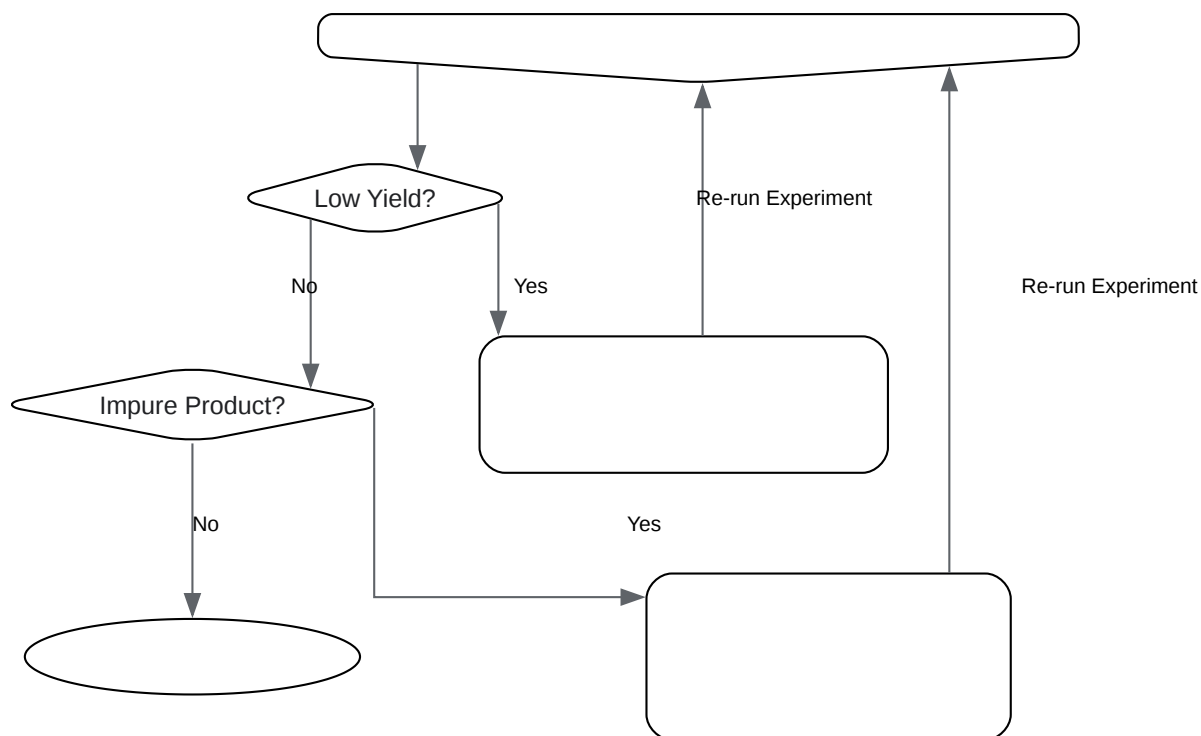 Low Yield?
Re-run Experiment
No
Yes
Re-run Experiment
Impure Product?
No
Yes